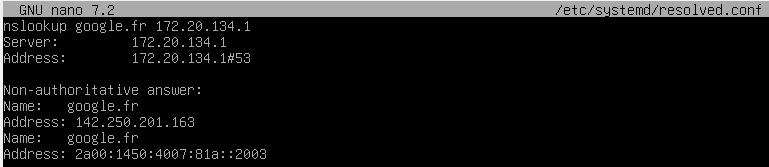 GNU nano 7.2 /etc/systemd/resolved.conf
nslookup google.fr 172.20.134.1
Server: 172.20.134.1
Address: 172.20.134.1#53
Non-authoritative answer:
Name: google.fr
Address: 142.250.201.163
Name: google.fr
Address: 2a00:1450:4007:81a::2003